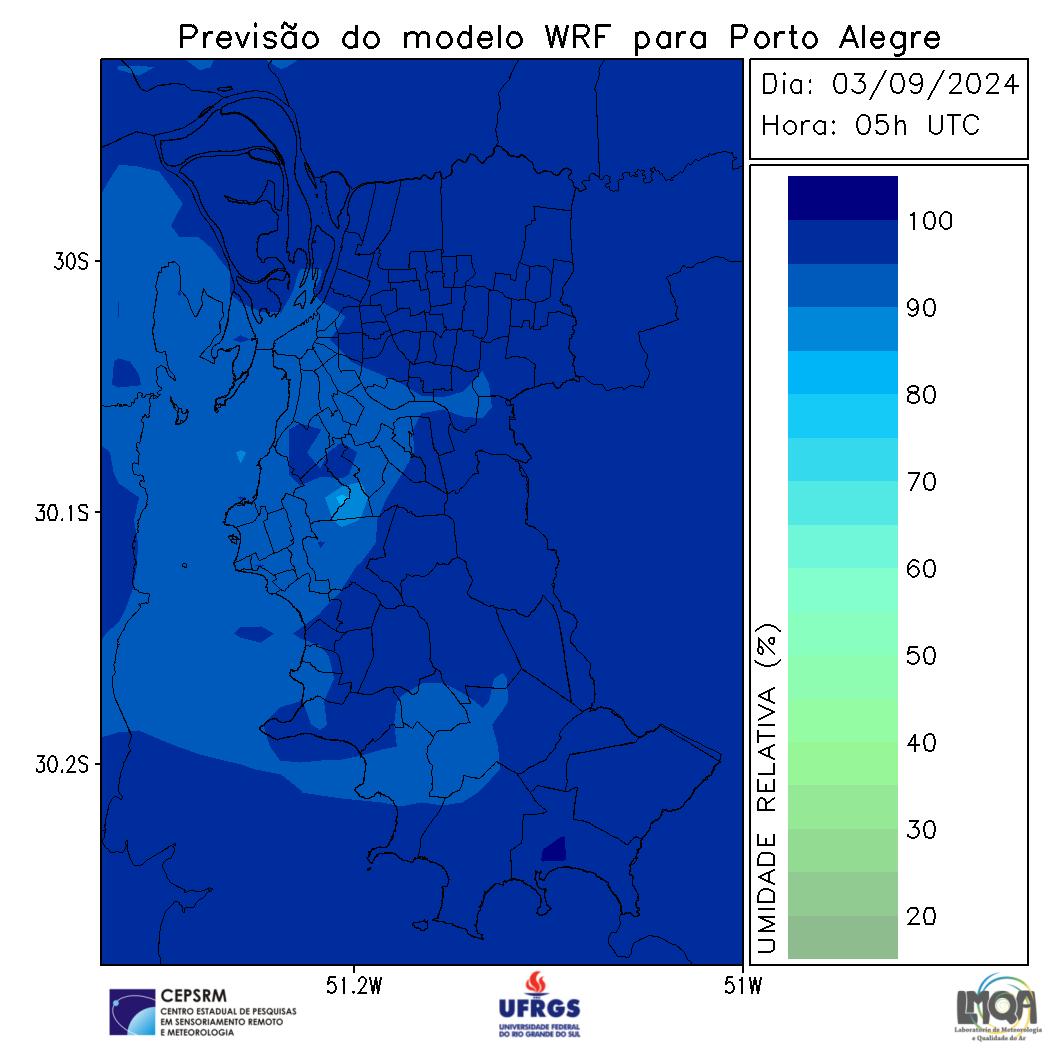 Previsão do modelo WRF para Porto Alegre
Dia: 03/09/2024
Hora: 05h UTC
100
90
80
70
60
50
40
30
20
UMIDADE RELATIVA (%)
30S
30.1S
30.2S
51.2W
51W
CEPSRM
CENTRO ESTADUAL DE PESQUISAS
EM SENSORIAMENTO REMOTO
E METEOROLOGIA
UFRGS
UNIVERSIDADE FEDERAL
DO RIO GRANDE DO SUL
LMQA
Laboratório de Meteorologia
e Qualidade do Ar